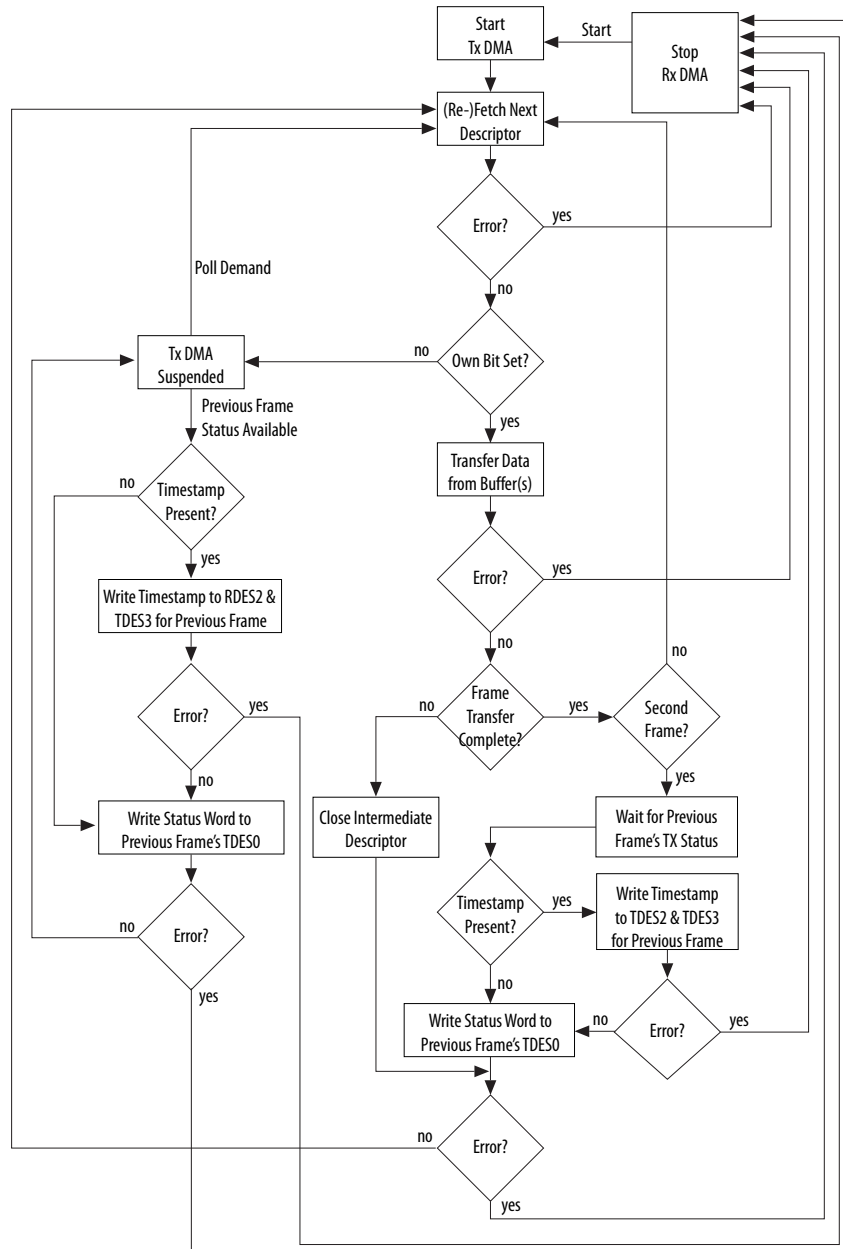 Start
Tx DMA
Start
Stop
Rx DMA
(Re-)Fetch Next
Descriptor
Error?
yes
no
Poll Demand
Own Bit Set?
no
yes
Tx DMA
Suspended
Previous Frame
Status Available
Transfer Data
from Buffer(s)
no
Timestamp
Present?
yes
Error?
yes
no
Write Timestamp to RDES2 &
TDES3 for Previous Frame
no
Frame
Transfer
Complete?
yes
no
Second
Frame?
yes
Error?
yes
no
Write Status Word to
Previous Frame's TDES0
Close Intermediate
Descriptor
Wait for Previous
Frame's TX Status
Timestamp
Present?
yes
no
Write Timestamp
to TDES2 & TDES3
for Previous Frame
no
Error?
yes
Write Status Word to
Previous Frame's TDES0
no
Error?
yes
no
Error?
yes